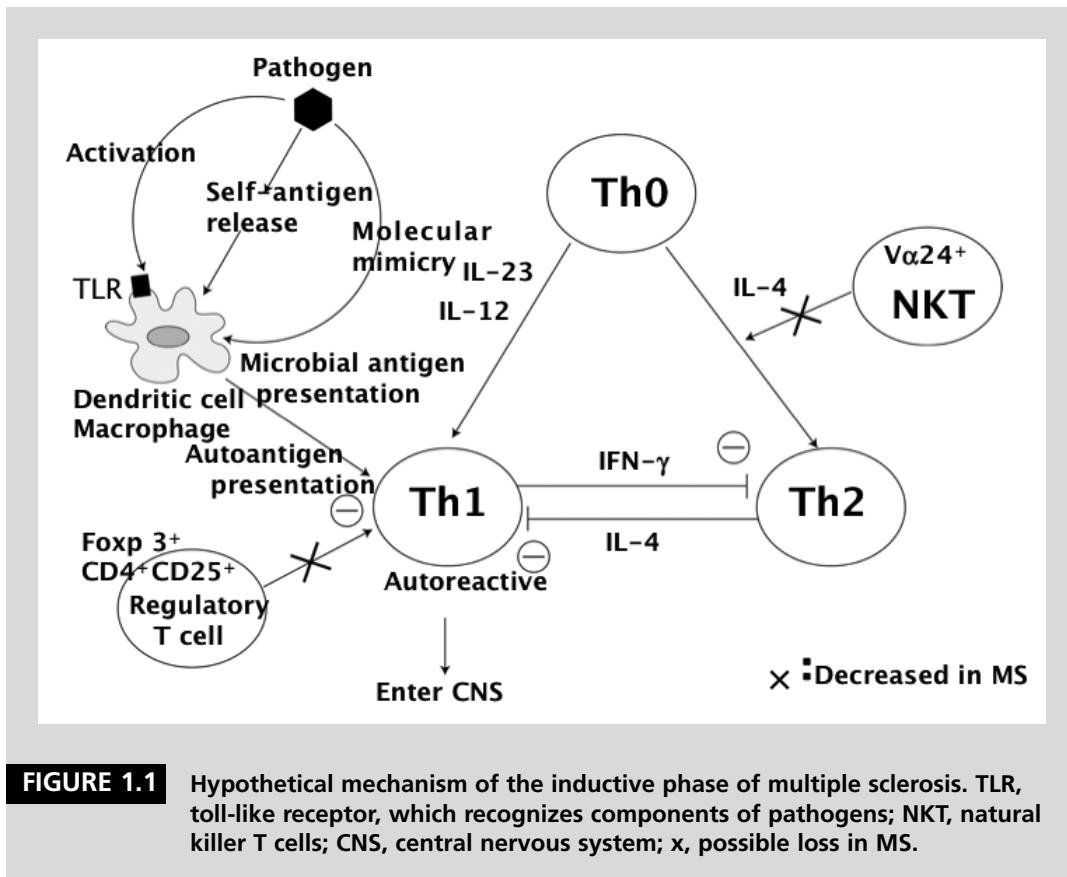 Pathogen
Activation
Self-antigen
release
Molecular
mimicry
IL-23
IL-12
TLR
Th0
Vα24⁺
NKT
IL-4
Microbial antigen
presentation
Dendritic cell
Macrophage
Autoantigen
presentation
Th1
IFN-γ
IL-4
Th2
Foxp 3⁺
CD4⁺CD25⁺
Regulatory
T cell
Autoreactive
Enter CNS
× :Decreased in MS
FIGURE 1.1
Hypothetical mechanism of the inductive phase of multiple sclerosis. TLR,
toll-like receptor, which recognizes components of pathogens; NKT, natural
killer T cells; CNS, central nervous system; x, possible loss in MS.